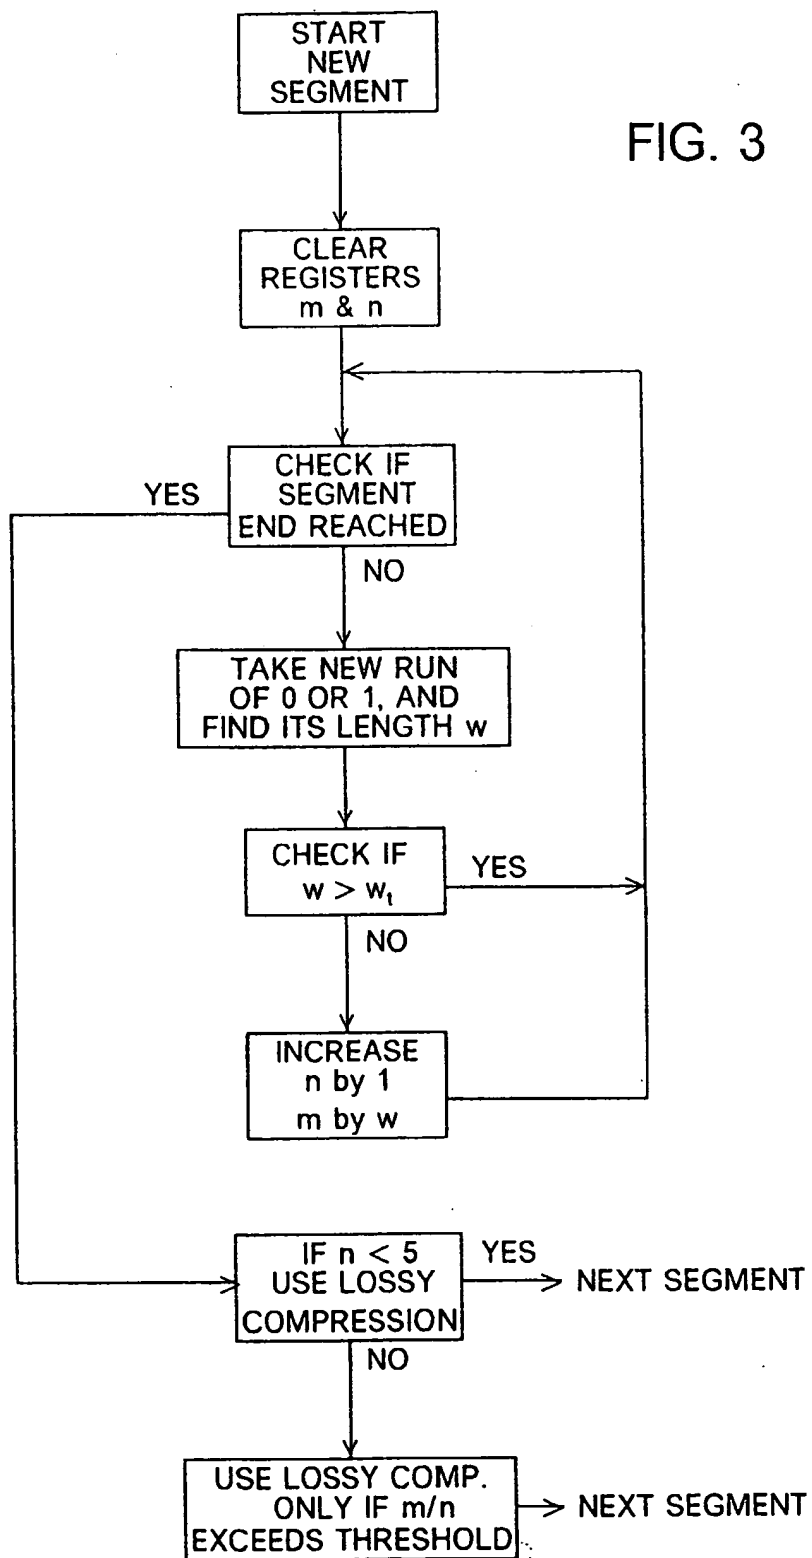 START
NEW
SEGMENT
FIG. 3
CLEAR
REGISTERS
m & n
CHECK IF
SEGMENT
END REACHED
YES
NO
TAKE NEW RUN
OF 0 OR 1, AND
FIND ITS LENGTH w
CHECK IF
w > wt
YES
NO
INCREASE
n by 1
m by w
IF n < 5
USE LOSSY
COMPRESSION
YES
NEXT SEGMENT
NO
USE LOSSY COMP.
ONLY IF m/n
EXCEEDS THRESHOLD
NEXT SEGMENT